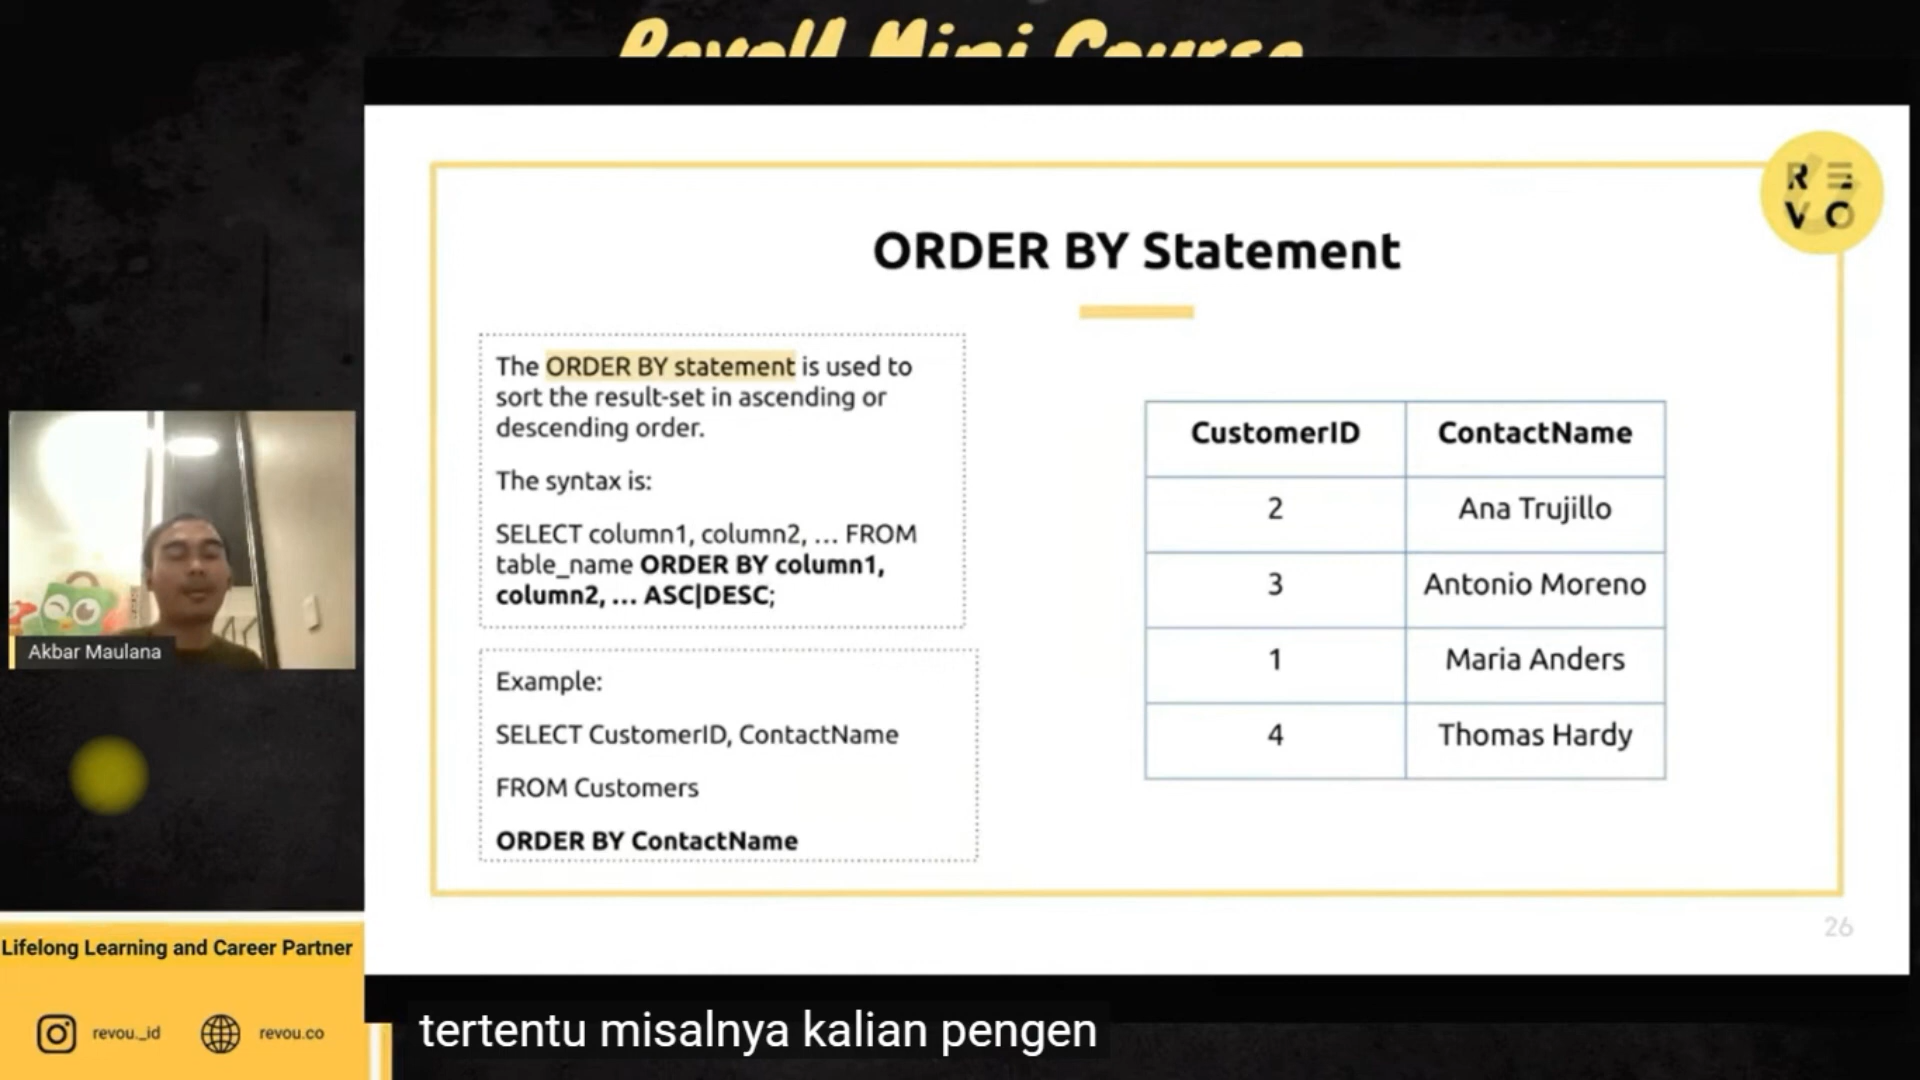 RevoU Mini Course
R E
V O
ORDER BY Statement
The ORDER BY statement is used to
sort the result-set in ascending or
descending order.
The syntax is:
SELECT column1, column2, ... FROM
table_name ORDER BY column1,
column2, ... ASC|DESC;
Example:
SELECT CustomerID, ContactName
FROM Customers
ORDER BY ContactName
CustomerID ContactName
2 Ana Trujillo
3 Antonio Moreno
1 Maria Anders
4 Thomas Hardy
26
Akbar Maulana
Lifelong Learning and Career Partner
revou_id revou.co
tertentu misalnya kalian pengen